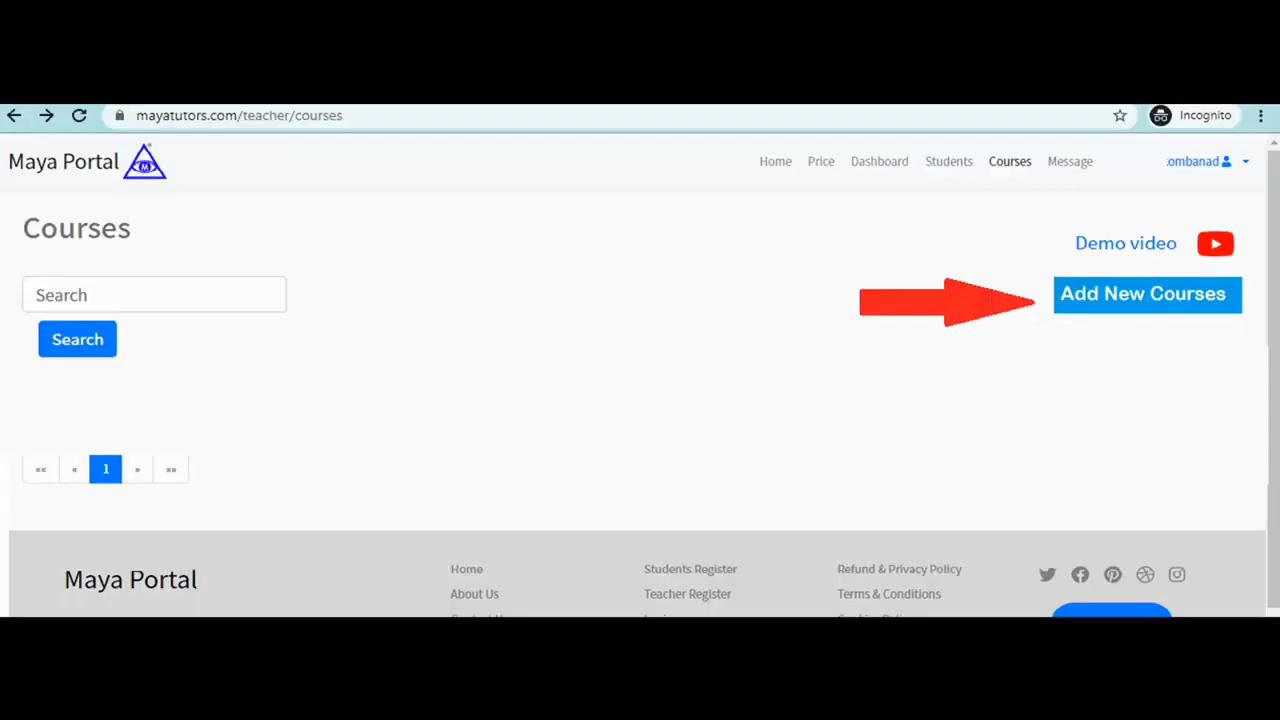 mayatutors.com/teacher/courses
Incognito
Maya Portal
M
Home Price Dashboard Students Courses Message
.ombanad
Courses
Demo video
Search
Add New Courses
Search
«« « 1 » »»
Maya Portal
Home
About Us
Students Register
Teacher Register
Refund & Privacy Policy
Terms & Conditions